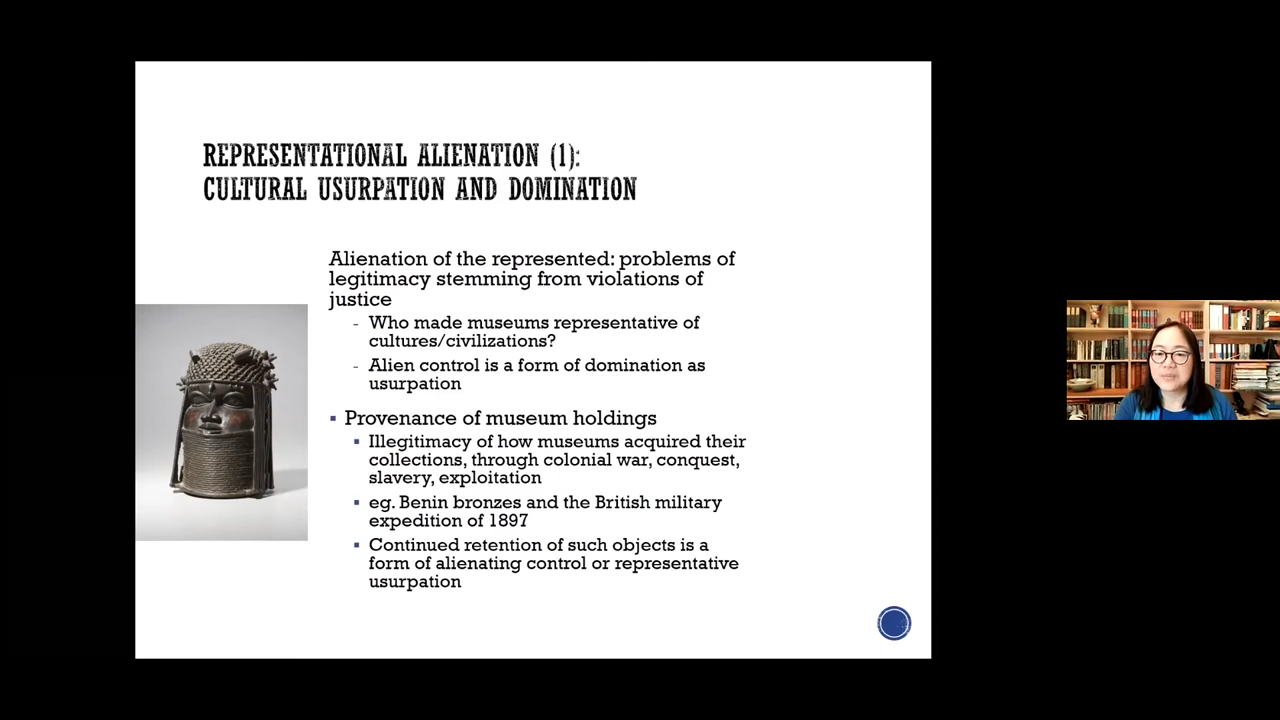 REPRESENTATIONAL ALIENATION (1):
CULTURAL USURPATION AND DOMINATION
Alienation of the represented: problems of
legitimacy stemming from violations of
justice
- Who made museums representative of
cultures/civilizations?
- Alien control is a form of domination as
usurpation
▪ Provenance of museum holdings
▪ Illegitimacy of how museums acquired their
collections, through colonial war, conquest,
slavery, exploitation
▪ eg. Benin bronzes and the British military
expedition of 1897
▪ Continued retention of such objects is a
form of alienating control or representative
usurpation